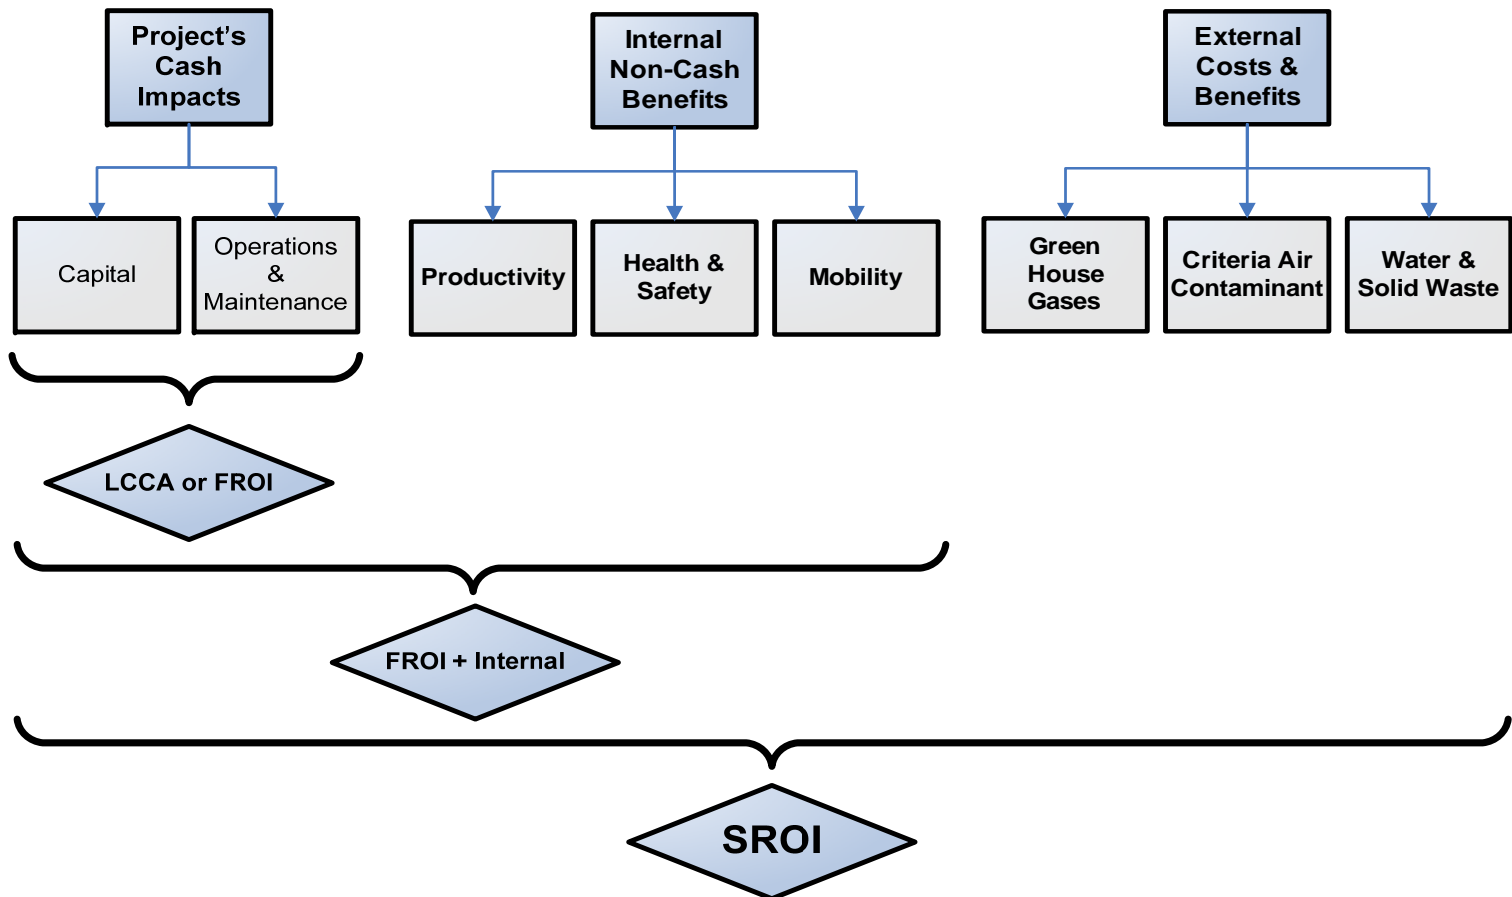 Project’s
Cash
Impacts
Internal
Non-Cash
Benefits
External
Costs &
Benefits
Capital
Operations
&
Maintenance
Productivity
Health &
Safety
Mobility
Green
House
Gases
Criteria Air
Contaminant
Water &
Solid Waste
LCCA or FROI
FROI + Internal
SROI